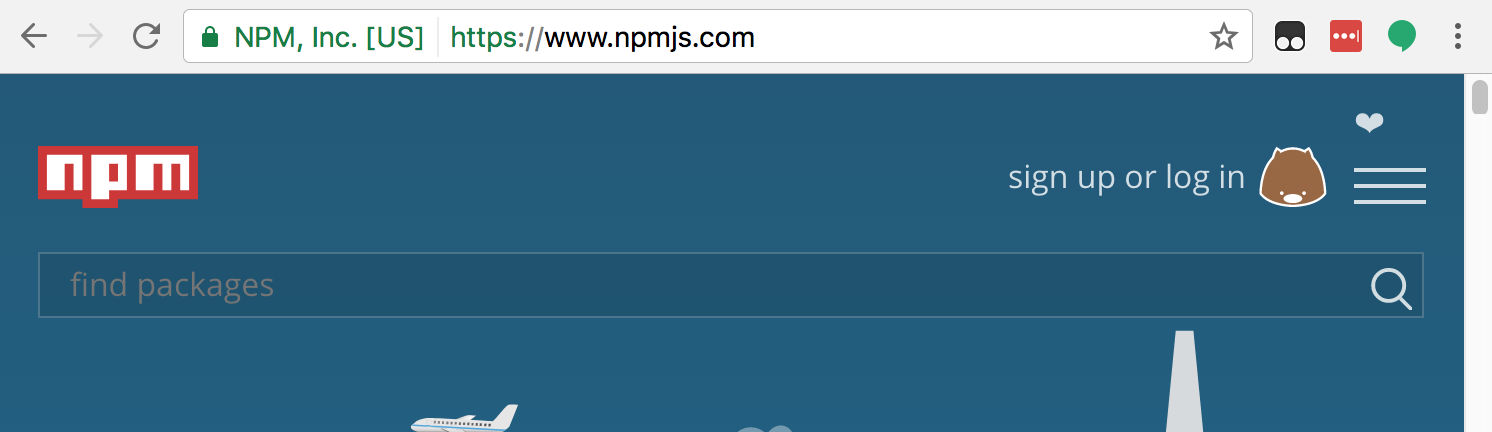 NPM, Inc. [US] https://www.npmjs.com
npm
sign up or log in
find packages